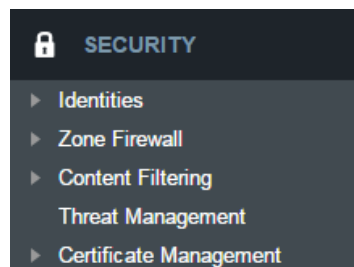 SECURITY
Identities
Zone Firewall
Content Filtering
Threat Management
Certificate Management